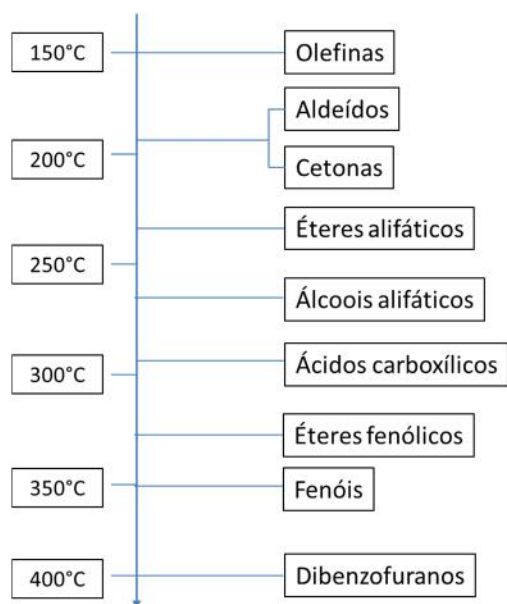 150°C
Olefinas
Aldeídos
200°C
Cetonas
Éteres alifáticos
250°C
Álcoois alifáticos
Ácidos carboxílicos
300°C
Éteres fenólicos
350°C
Fenóis
400°C
Dibenzofuranos